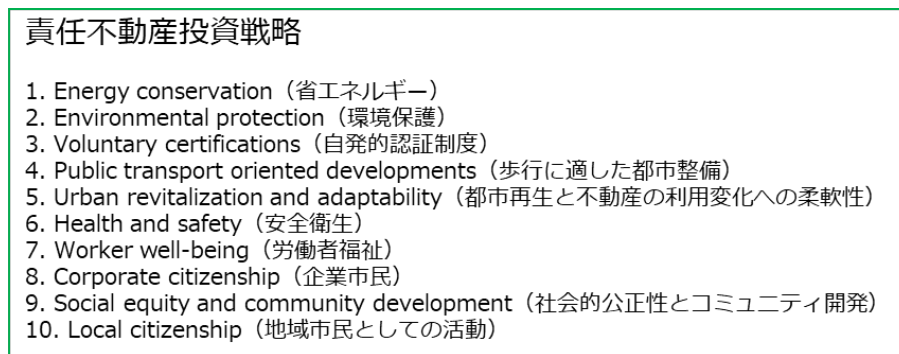 責任不動産投資戦略
1. Energy conservation（省エネルギー）
2. Environmental protection（環境保護）
3. Voluntary certifications（自発的認証制度）
4. Public transport oriented developments（歩行に適した都市整備）
5. Urban revitalization and adaptability（都市再生と不動産の利用変化への柔軟性）
6. Health and safety（安全衛生）
7. Worker well-being（労働者福祉）
8. Corporate citizenship（企業市民）
9. Social equity and community development（社会的公正性とコミュニティ開発）
10. Local citizenship（地域市民としての活動）